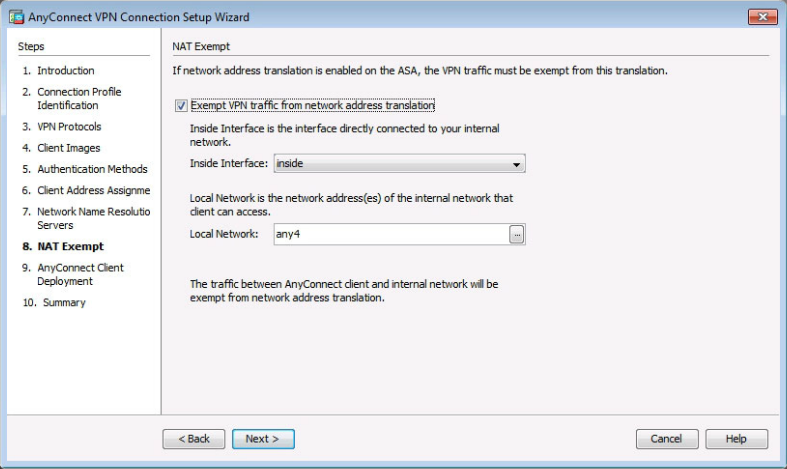 AnyConnect VPN Connection Setup Wizard
Steps
1. Introduction
2. Connection Profile
Identification
3. VPN Protocols
4. Client Images
5. Authentication Methods
6. Client Address Assignme
7. Network Name Resolutio
Servers
8. NAT Exempt
9. AnyConnect Client
Deployment
10. Summary
NAT Exempt
If network address translation is enabled on the ASA, the VPN traffic must be exempt from this translation.
Exempt VPN traffic from network address translation
Inside Interface is the interface directly connected to your internal
network.
Inside Interface: inside
Local Network is the network address(es) of the internal network that
client can access.
Local Network: any4 ...
The traffic between AnyConnect client and internal network will be
exempt from network address translation.
< Back Next > Cancel Help